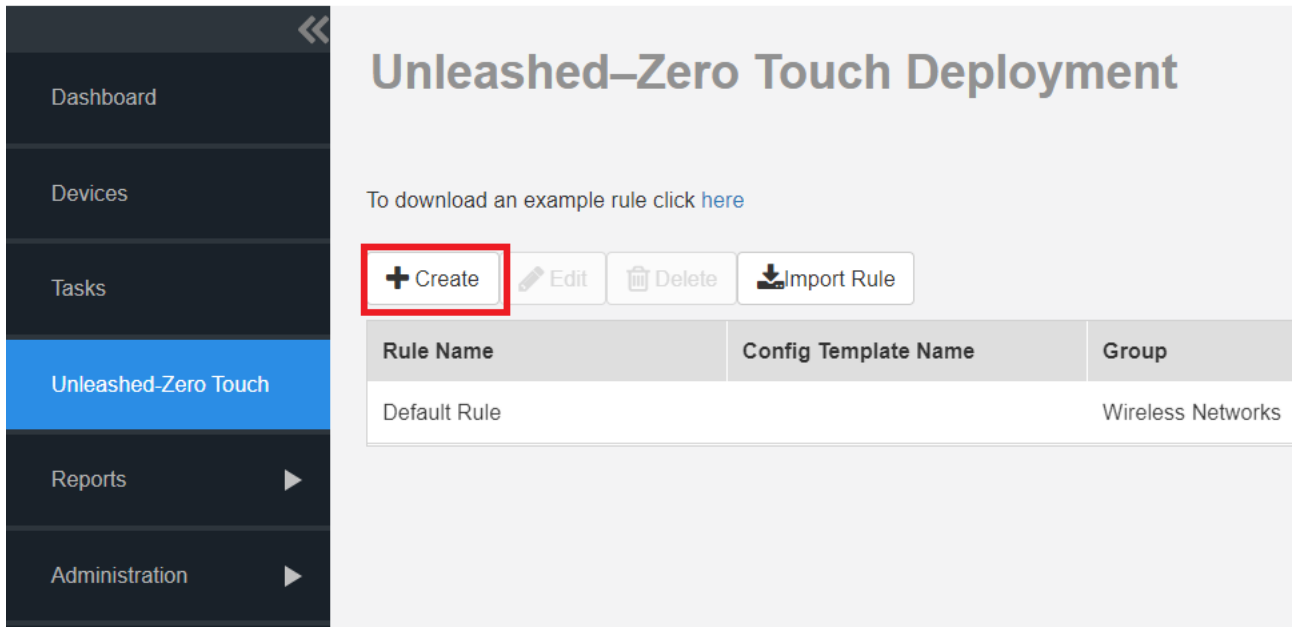 Unleashed–Zero Touch Deployment
Dashboard
Devices
Tasks
Unleashed-Zero Touch
Reports
Administration
To download an example rule click here
Create Edit Delete Import Rule
Rule Name Config Template Name Group
Default Rule Wireless Networks